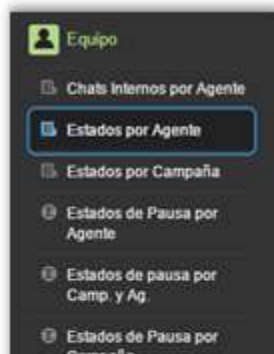 Equipo
Chats Internos por Agente
Estados por Agente
Estados por Campaña
Estados de Pausa por
Agente
Estados de pausa por
Camp. y Ag.
Estados de Pausa por